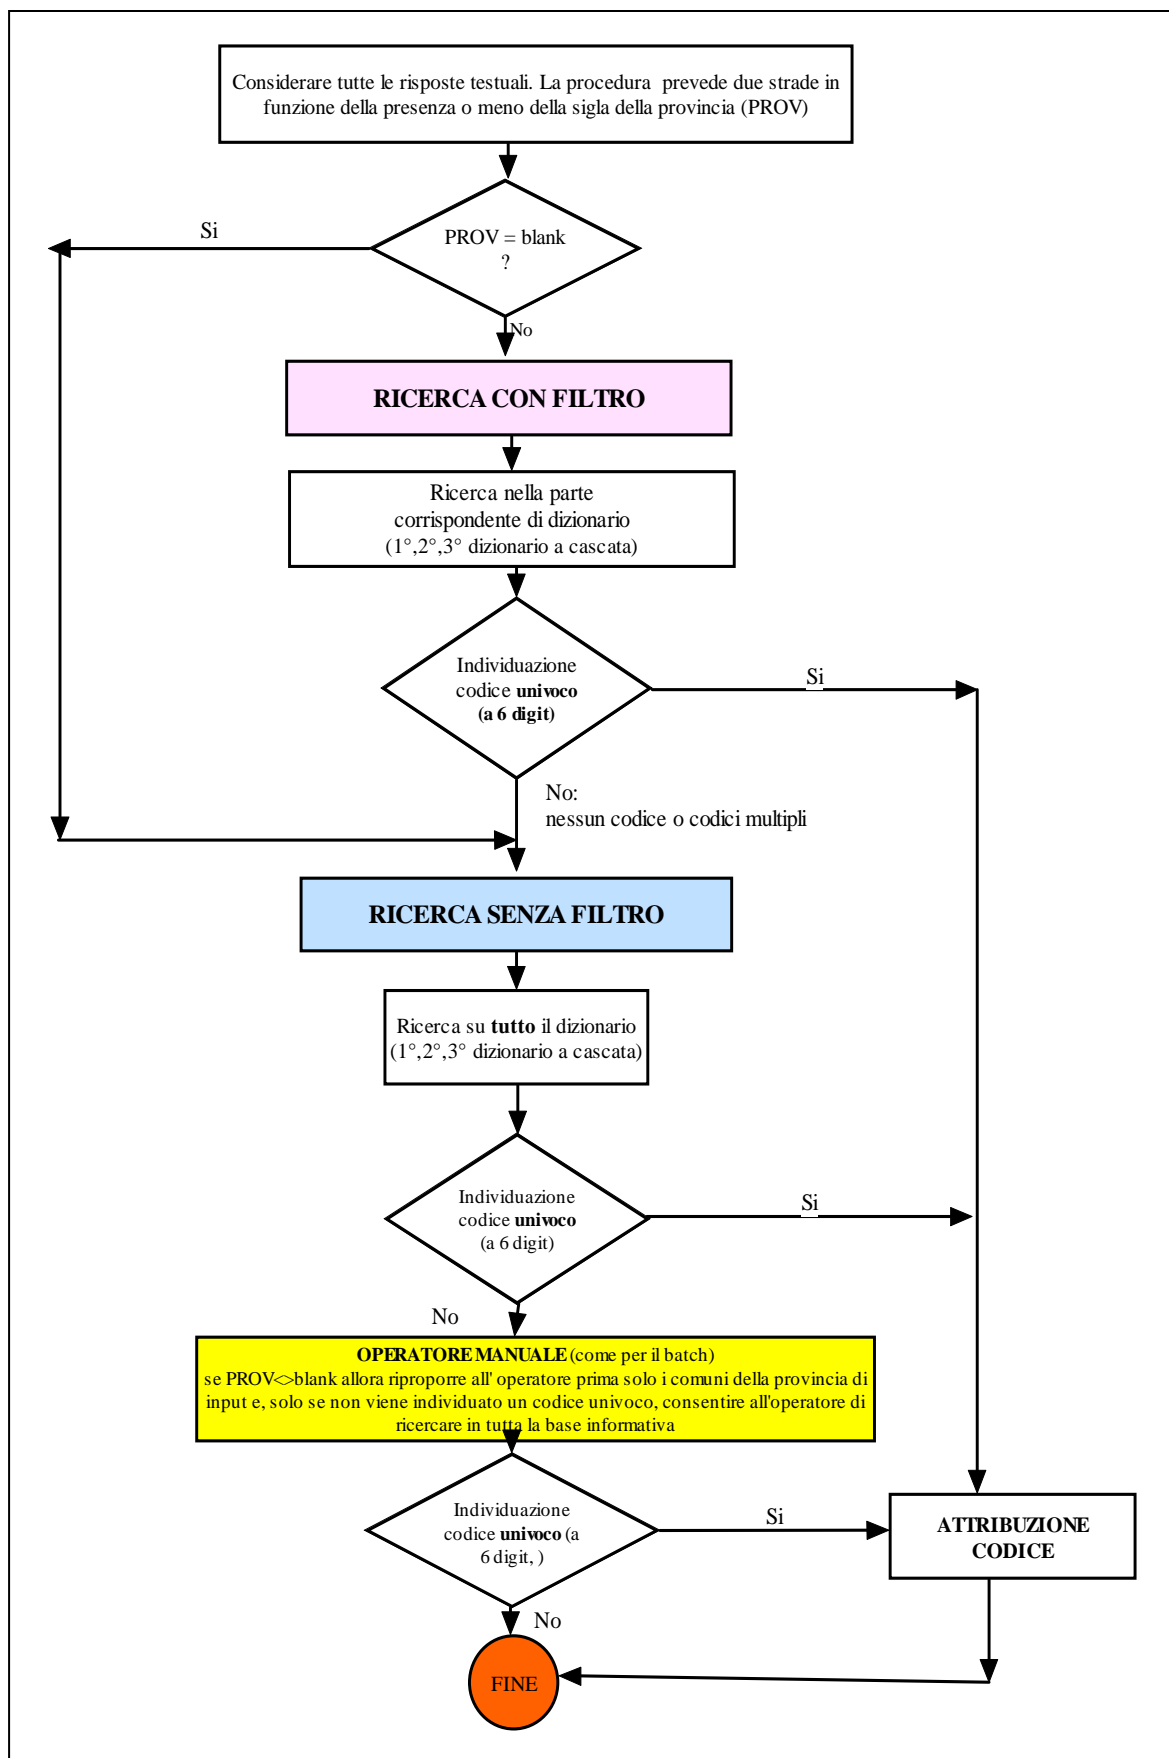 Considerare tutte le risposte testuali. La procedura prevede due strade in
funzione della presenza o meno della sigla della provincia (PROV)
Si
PROV = blank
?
No
RICERCA CON FILTRO
Ricerca nella parte
corrispondente di dizionario
(1°,2°,3° dizionario a cascata)
Individuazione
codice univoco
(a 6 digit)
Si
No:
nessun codice o codici multipli
RICERCA SENZA FILTRO
Ricerca su tutto il dizionario
(1°,2°,3° dizionario a cascata)
Individuazione
codice univoco
(a 6 digit)
Si
No
OPERATORE MANUALE (come per il batch)
se PROV<>blank allora riproporre all' operatore prima solo i comuni della provincia di
input e, solo se non viene individuato un codice univoco, consentire all'operatore di
ricercare in tutta la base informativa
Individuazione
codice univoco (a
6 digit, )
Si
ATTRIBUZIONE
CODICE
No
FINE